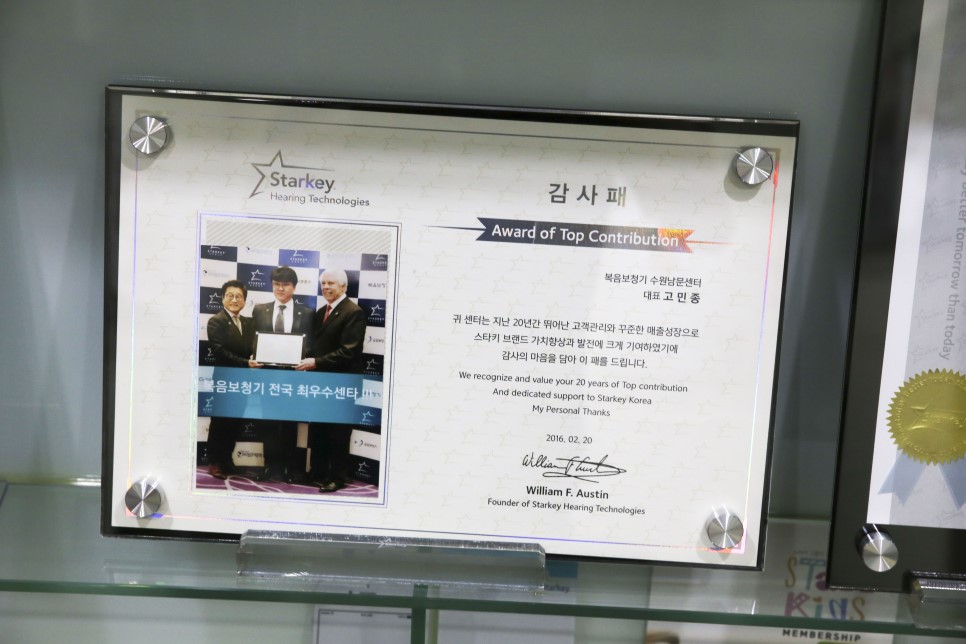 Starkey
Hearing Technologies
감사패
Award of Top Contribution
복음보청기 수원남문센터
대표 고민종
귀 센터는 지난 20년간 뛰어난 고객관리와 꾸준한 매출성장으로
스타키 브랜드 가치향상과 발전에 크게 기여하였기에
감사의 마음을 담아 이 패를 드립니다.
We recognize and value your 20 years of Top contribution
And dedicated support to Starkey Korea
My Personal Thanks
2016, 02, 20
William F. Austin
Founder of Starkey Hearing Technologies
복음보청기 전국 최우수센타
better tomorrow than today
STAR
KiDS
MEMBERSHIP